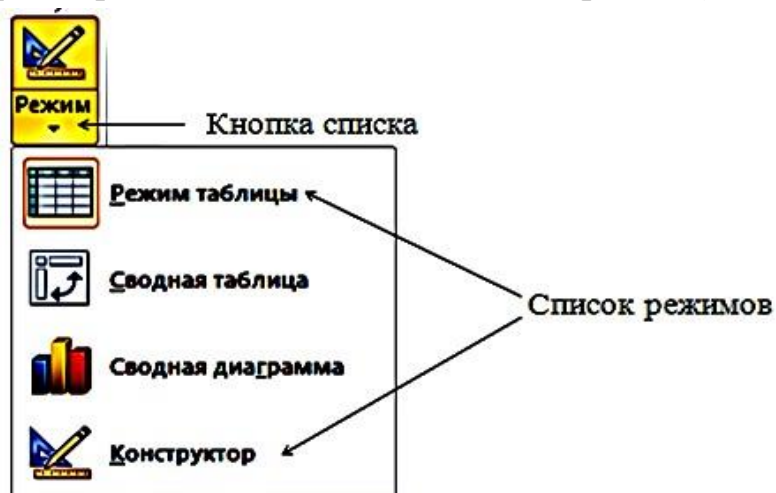 Режим
Кнопка списка
Режим таблицы
Сводная таблица
Список режимов
Сводная диаграмма
Конструктор